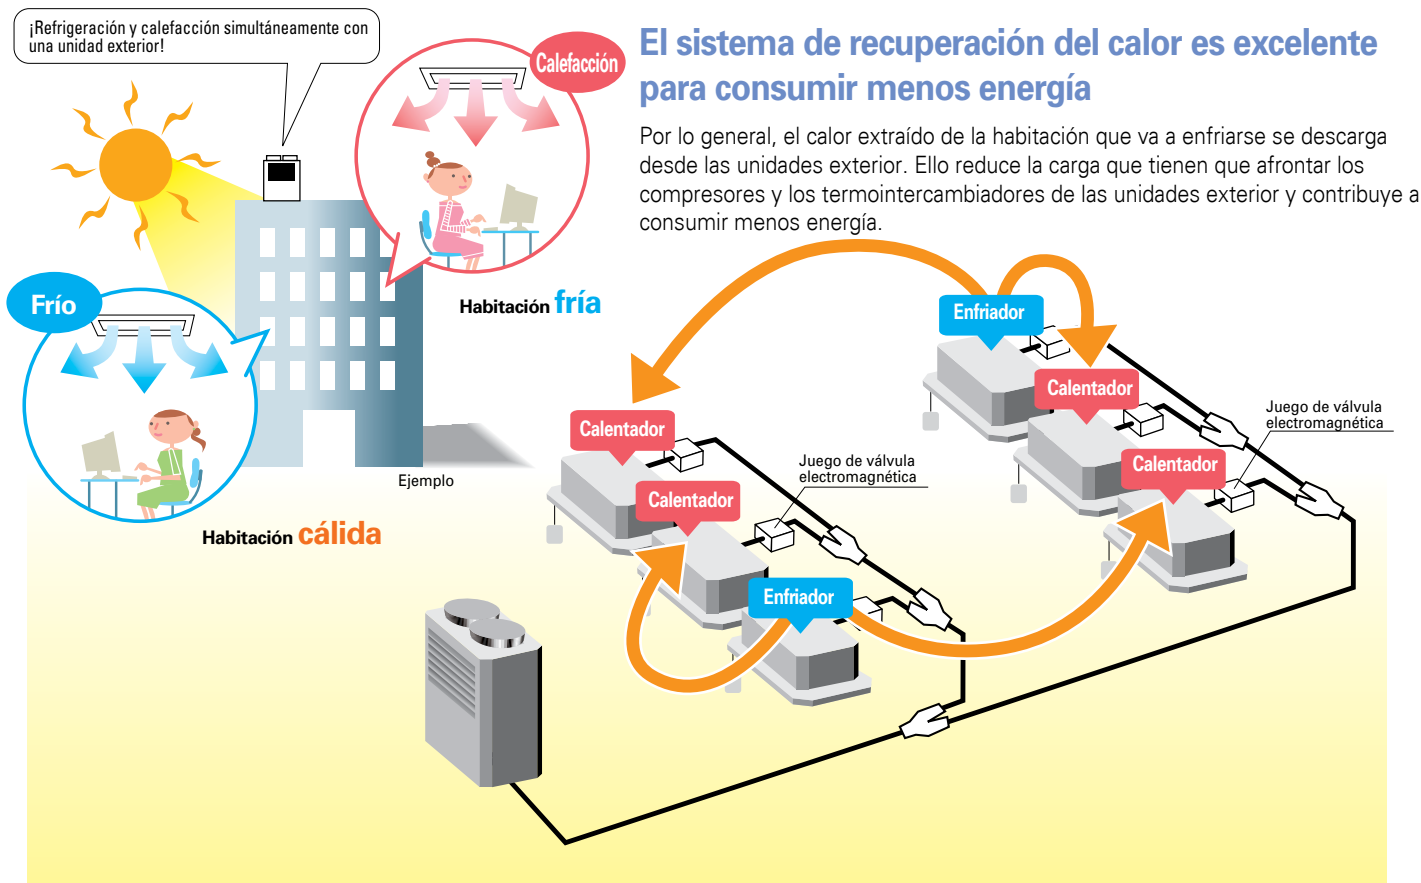 ¡Refrigeración y calefacción simultáneamente con
una unidad exterior!
Calefacción
El sistema de recuperación del calor es excelente
para consumir menos energía
Por lo general, el calor extraído de la habitación que va a enfriarse se descarga
desde las unidades exterior. Ello reduce la carga que tienen que afrontar los
compresores y los termointercambiadores de las unidades exterior y contribuye a
consumir menos energía.
Frío
Habitación fría
Habitación cálida
Ejemplo
Enfriador
Calentador
Calentador
Juego de válvula
electromagnética
Calentador
Calentador
Juego de válvula
electromagnética
Enfriador